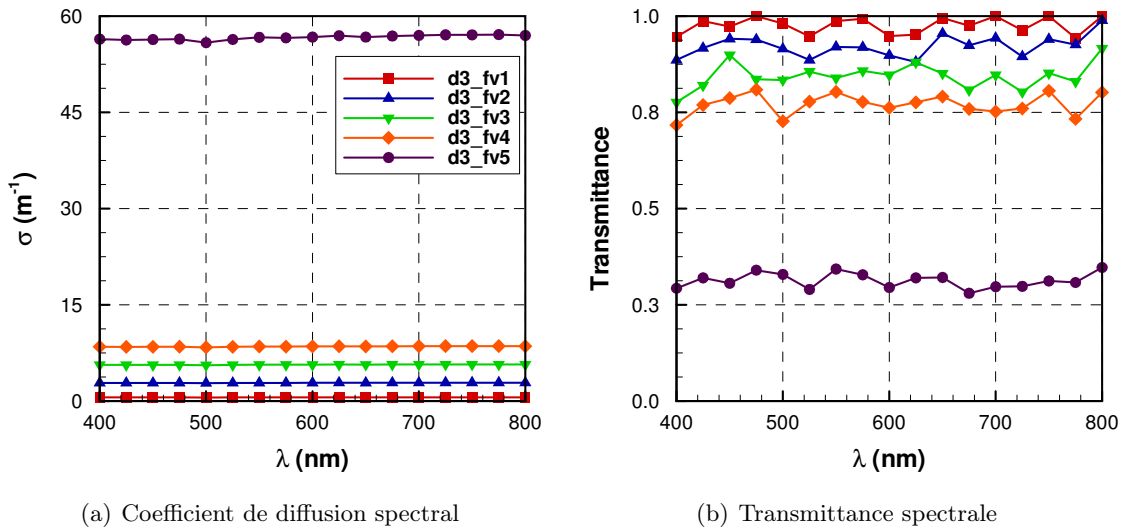 60
45
30
15
0
σ (m⁻¹)
400 500 600 700 800
λ (nm)
d3_fv1
d3_fv2
d3_fv3
d3_fv4
d3_fv5
(a) Coefficient de diffusion spectral
1.0
0.8
0.5
0.3
0.0
Transmittance
400 500 600 700 800
λ (nm)
(b) Transmittance spectrale